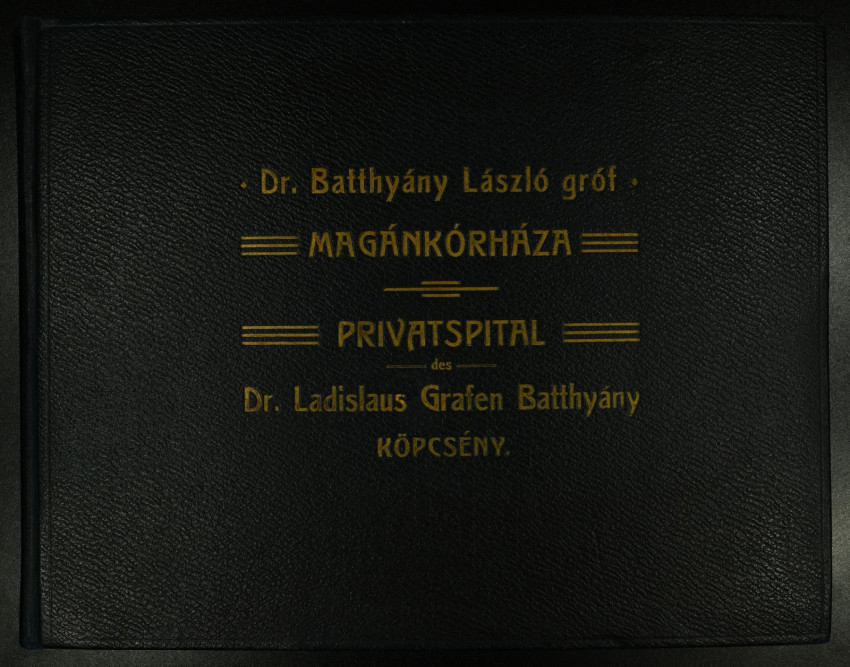 · Dr. Batthyány László gróf ·
MAGÁNKÓRHÁZA
PRIVATSPITAL
des
Dr. Ladislaus Grafen Batthyány
KÖPCSÉNY.